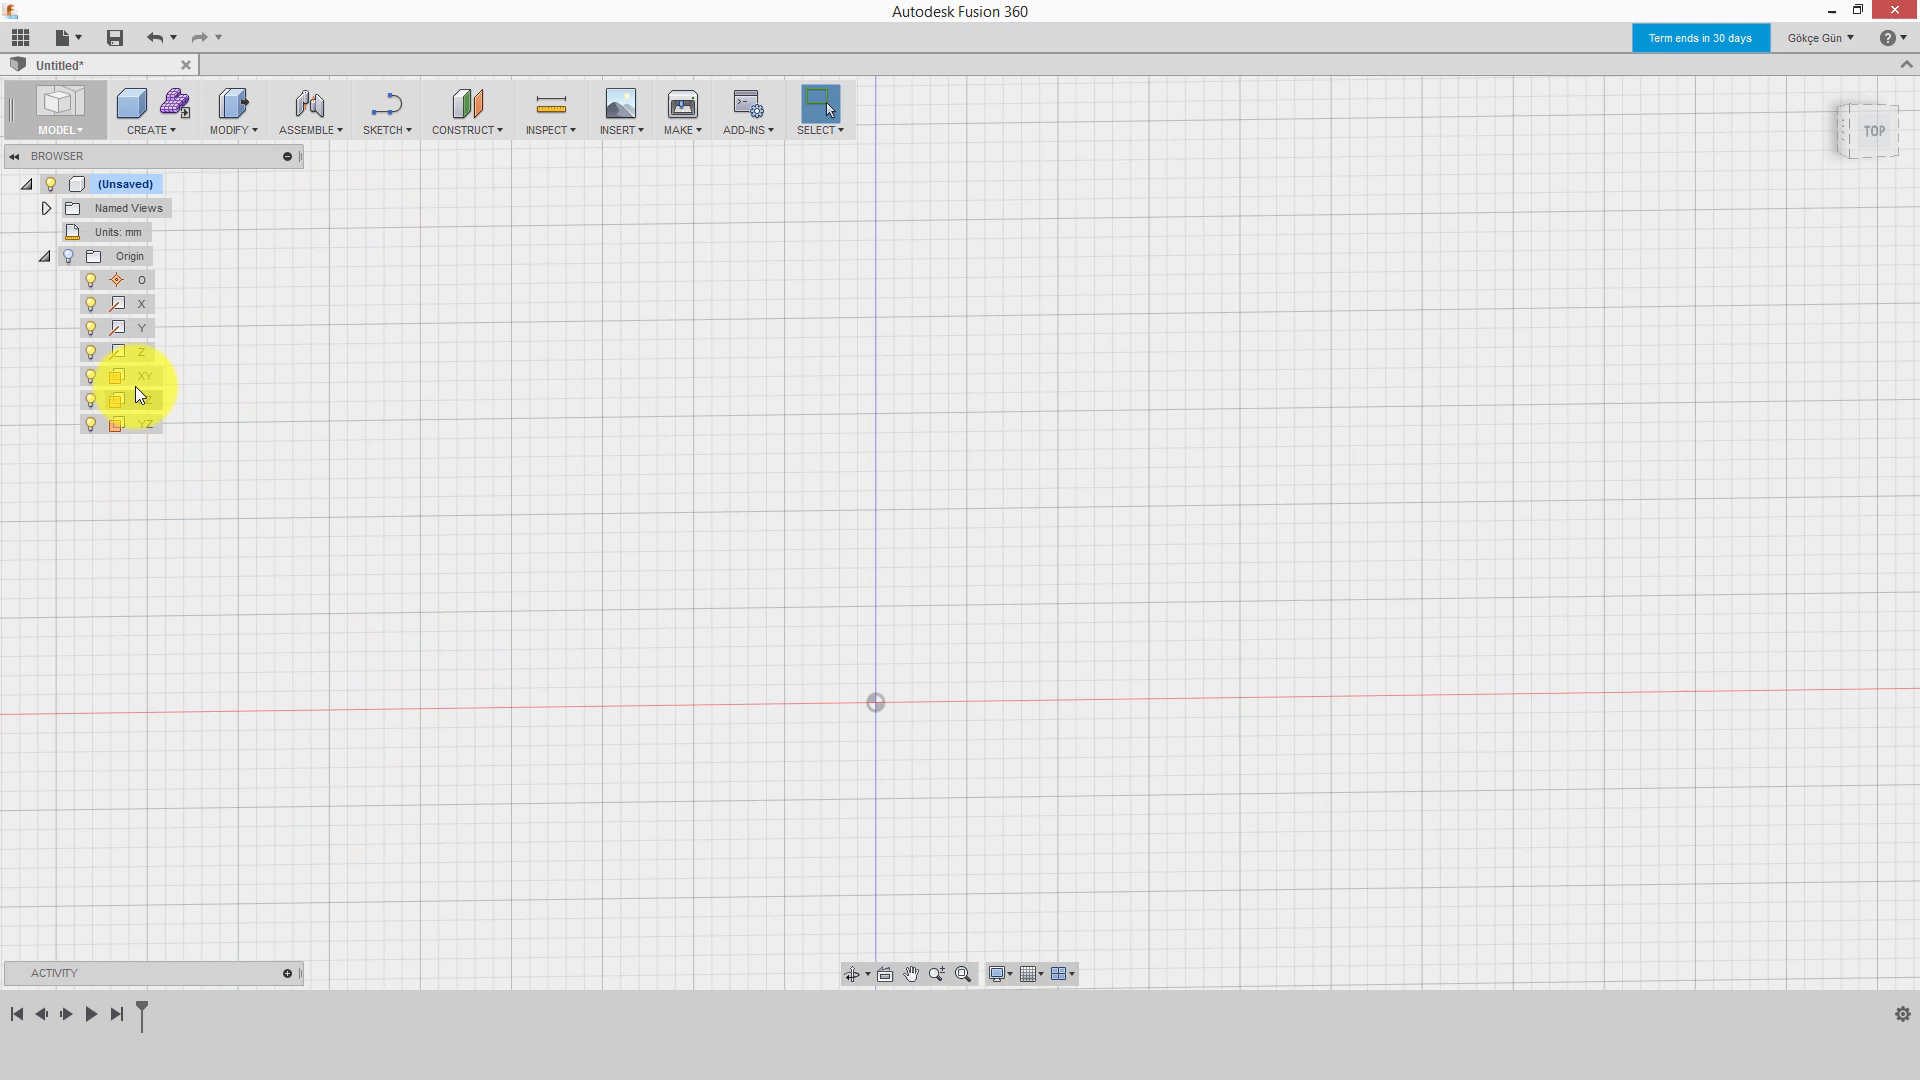 Autodesk Fusion 360
Term ends in 30 days
Gökçe Gün
Untitled*
MODEL
CREATE
MODIFY
ASSEMBLE
SKETCH
CONSTRUCT
INSPECT
INSERT
MAKE
ADD-INS
SELECT
TOP
BROWSER
(Unsaved)
Named Views
Units: mm
Origin
O
X
Y
Z
XY
YZ
ACTIVITY